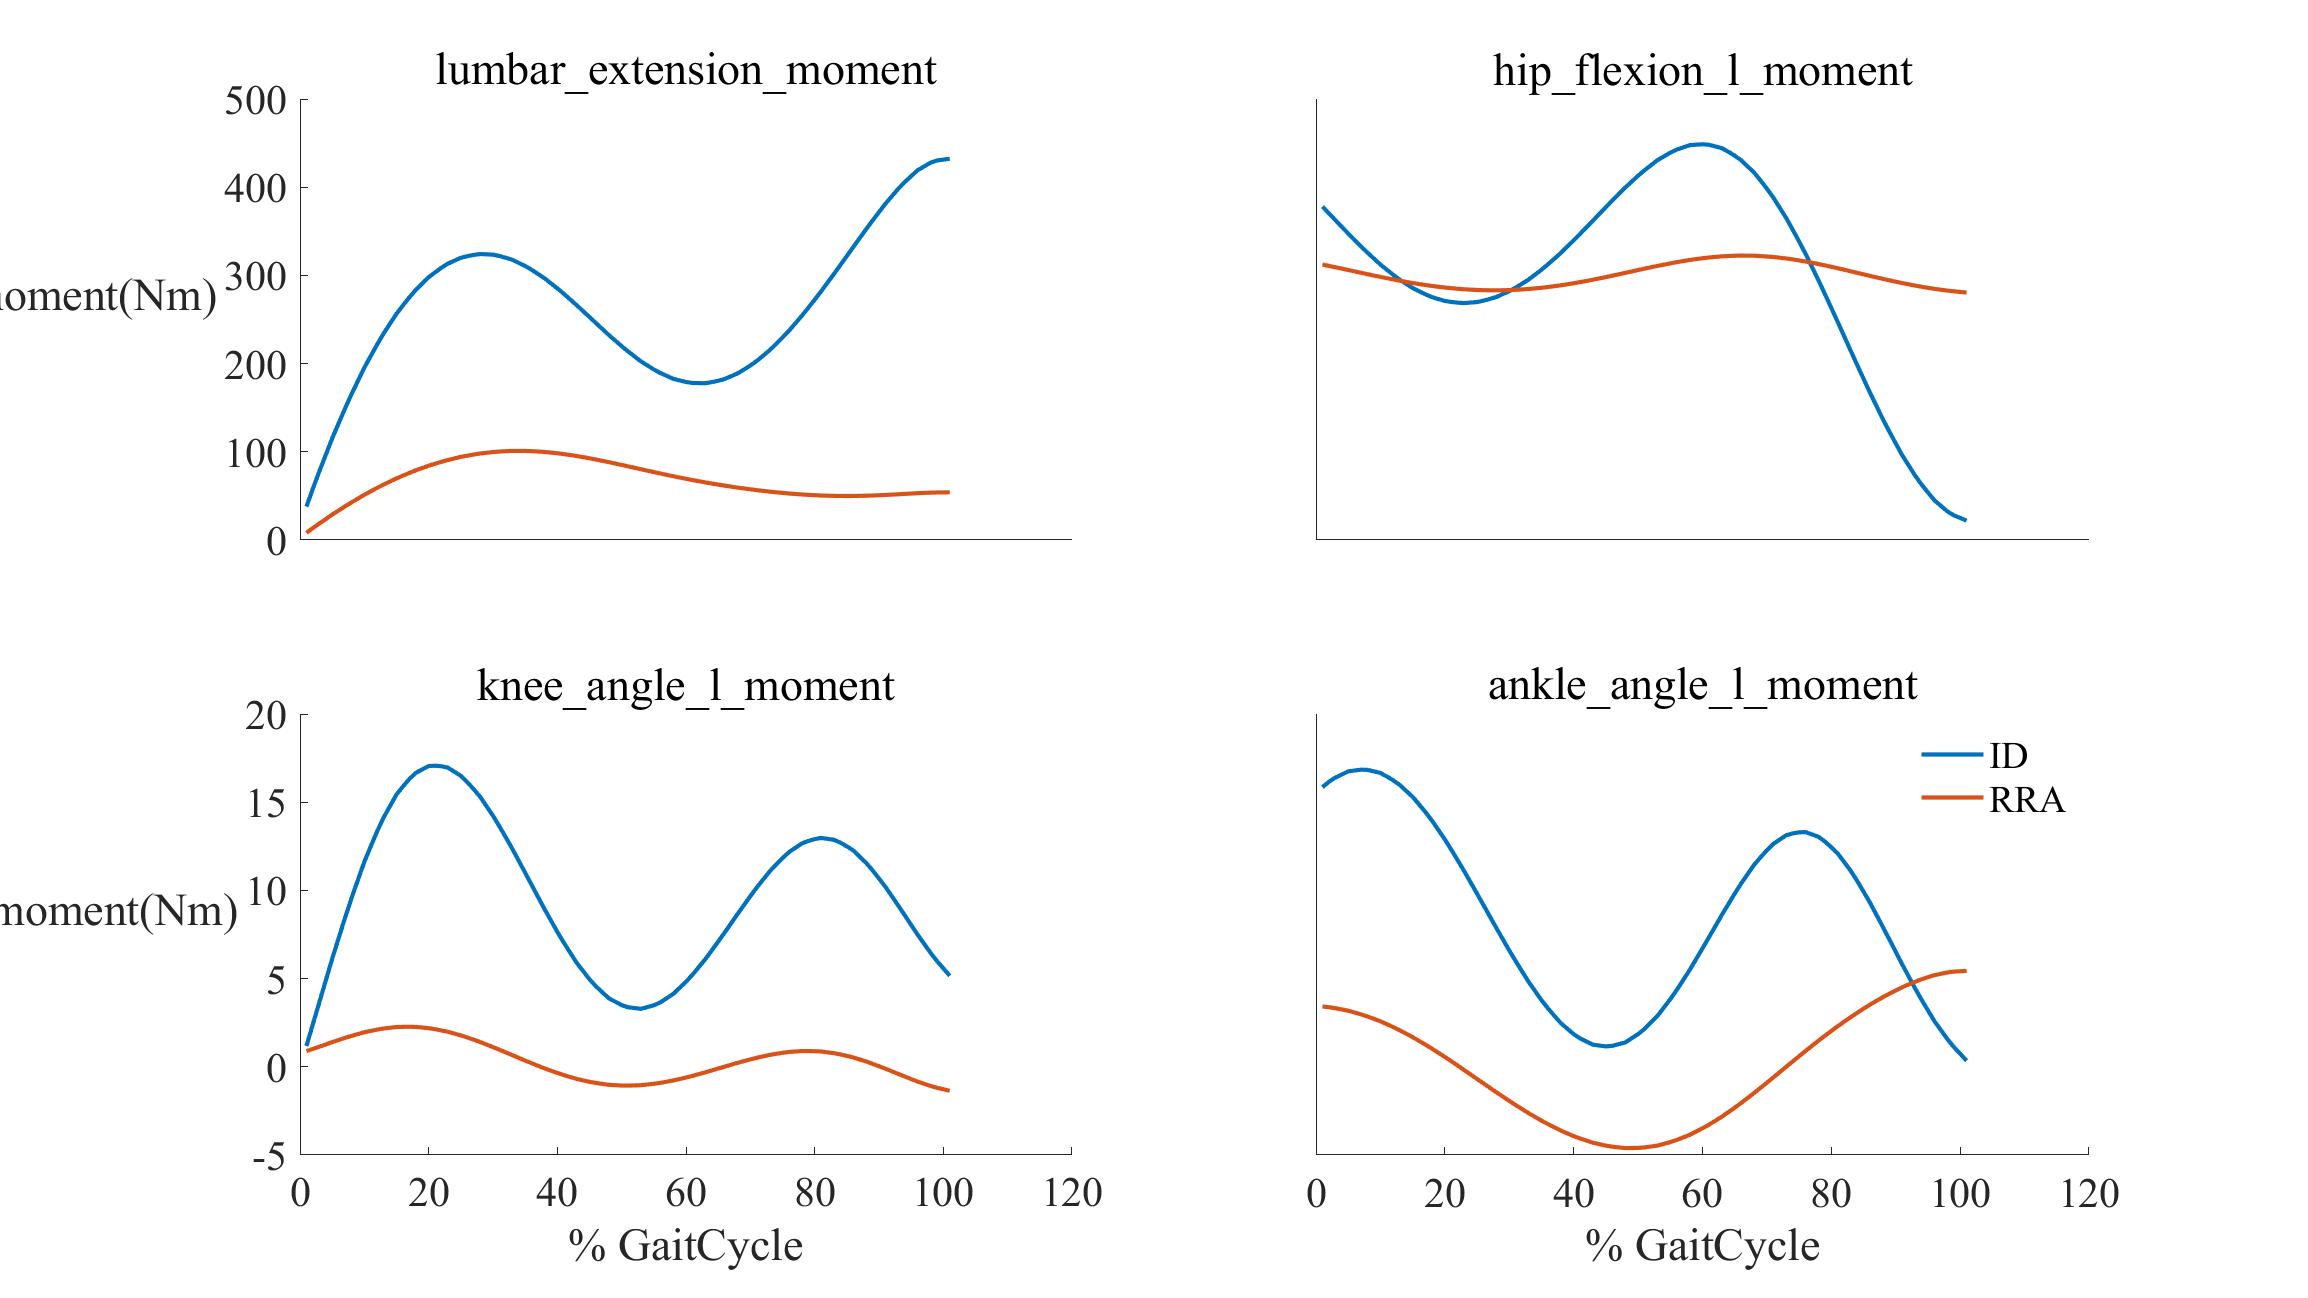 lumbar_extension_moment
500
400
300
200
100
0
moment(Nm)
hip_flexion_l_moment
knee_angle_l_moment
20
15
10
5
0
-5
moment(Nm)
0 20 40 60 80 100 120
% GaitCycle
ankle_angle_l_moment
ID
RRA
0 20 40 60 80 100 120
% GaitCycle